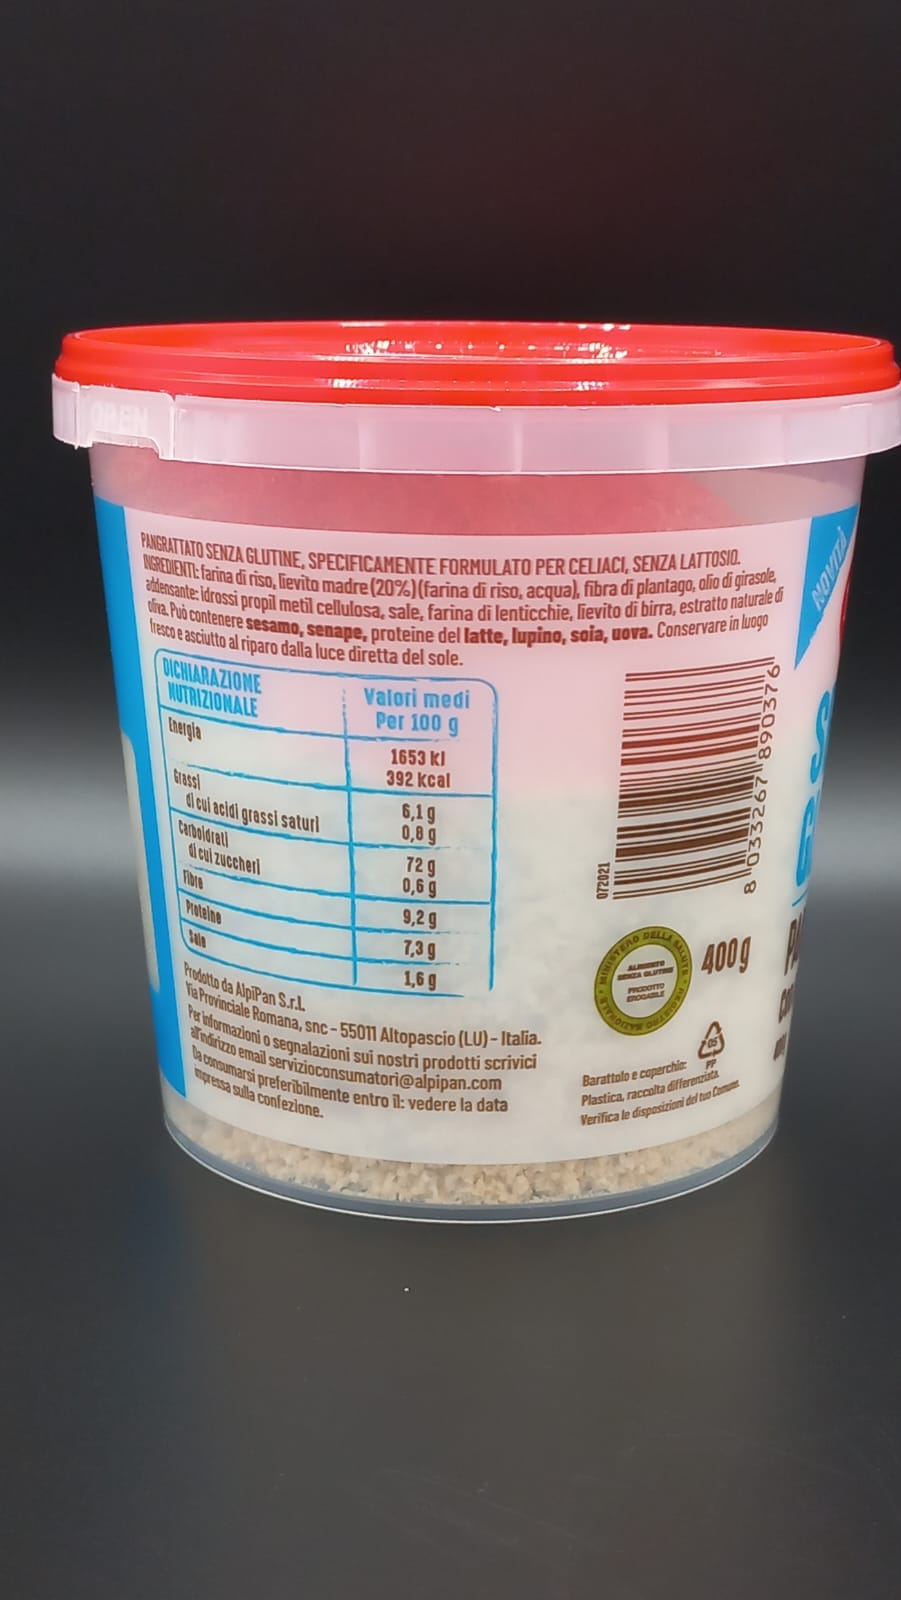 OPEN
PANGRATTATO SENZA GLUTINE, SPECIFICAMENTE FORMULATO PER CELIACI, SENZA LATTOSIO.
INGREDIENTI: farina di riso, lievito madre (20%) (farina di riso, acqua), fibra di plantago, olio di girasole,
addensante: idrossi propil metil cellulosa, sale, farina di lenticchie, lievito di birra, estratto naturale di
oliva. Può contenere sesamo, senape, proteine del latte, lupino, soia, uova. Conservare in luogo
fresco e asciutto al riparo dalla luce diretta del sole.
DICHIARAZIONE
NUTRIZIONALE
Valori medi
Per 100 g
Energia
1653 kl
392 kcal
Grassi
6,1 g
di cui acidi grassi saturi
0,8 g
Carboidrati
72 g
di cui zuccheri
0,6 g
Fibre
9,2 g
Proteine
7,3 g
Sale
1,6 g
Prodotto da AlpiPan S.r.l.
Via Provinciale Romana, snc - 55011 Altopascio (LU) - Italia.
Per informazioni o segnalazioni sui nostri prodotti scrivici
all'indirizzo email servizioconsumatori@alpipan.com
Da consumarsi preferibilmente entro il: vedere la data
impressa sulla confezione.
NOVITÀ
072021
8 033267 890376
MINISTERO DELLA SALUTE • REGISTRO NAZIONALE •
ALIMENTO
SENZA GLUTINE
PRODOTTO
EROGABILE
400 g
05
PP
Barattolo e coperchio:
Plastica, raccolta differenziata.
Verifica le disposizioni del tuo Comune.